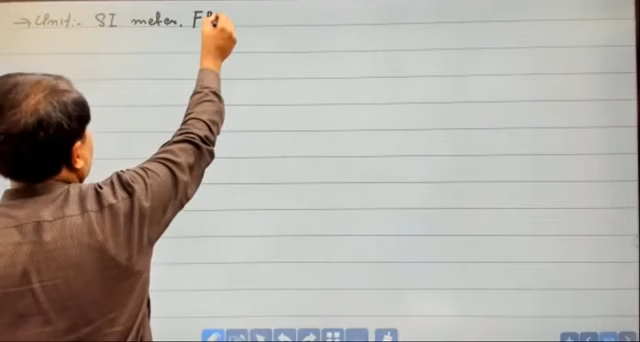 → Unit:- SI meter. F